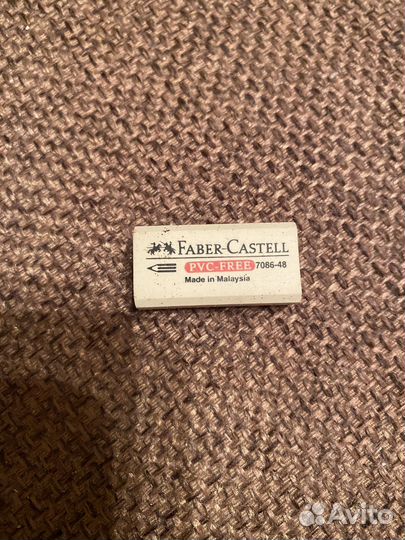 FABER-CASTELL
PVC-FREE 7086-48
Made in Malaysia
Avito